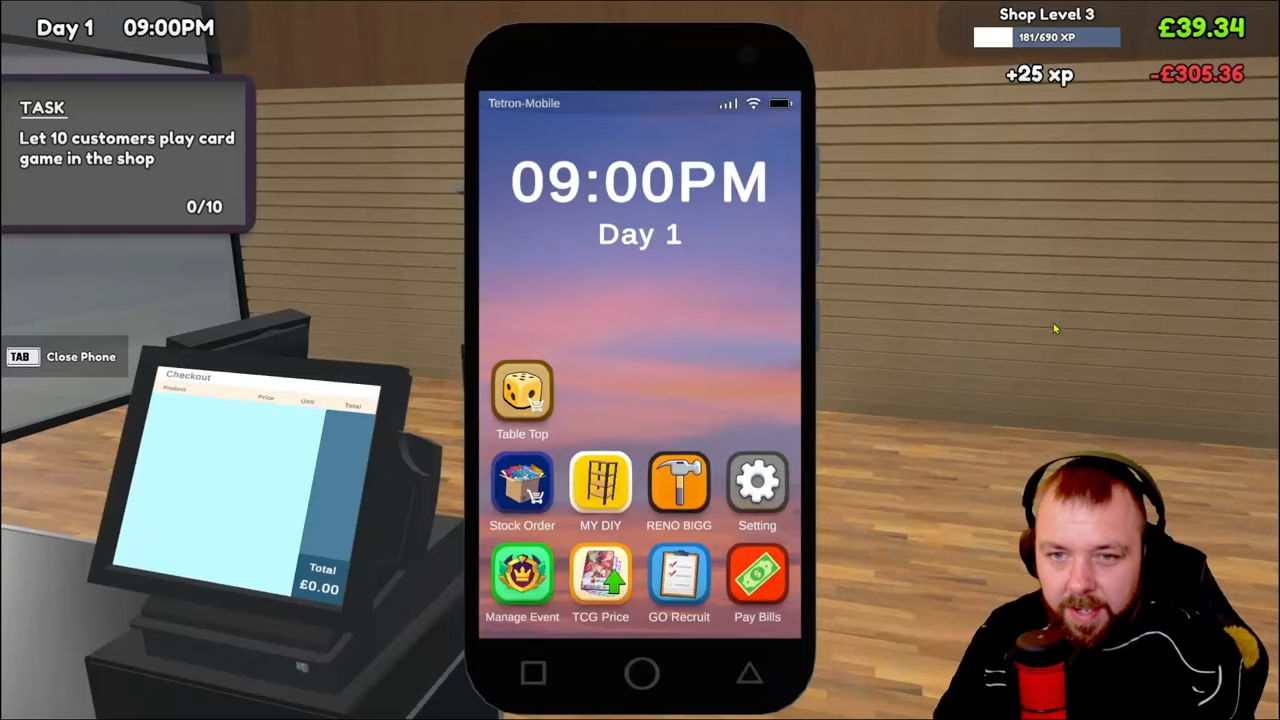 Day 1 09:00PM
Shop Level 3
181/690 XP
£39.34
+25 xp
-£305.36
TASK
Let 10 customers play card
game in the shop
0/10
TAB Close Phone
Tetron-Mobile
09:00PM
Day 1
Table Top
Stock Order
MY DIY
RENO BIGG
Setting
Manage Event
TCG Price
GO Recruit
Pay Bills
Checkout
Product Price Unit Total
Total
£0.00